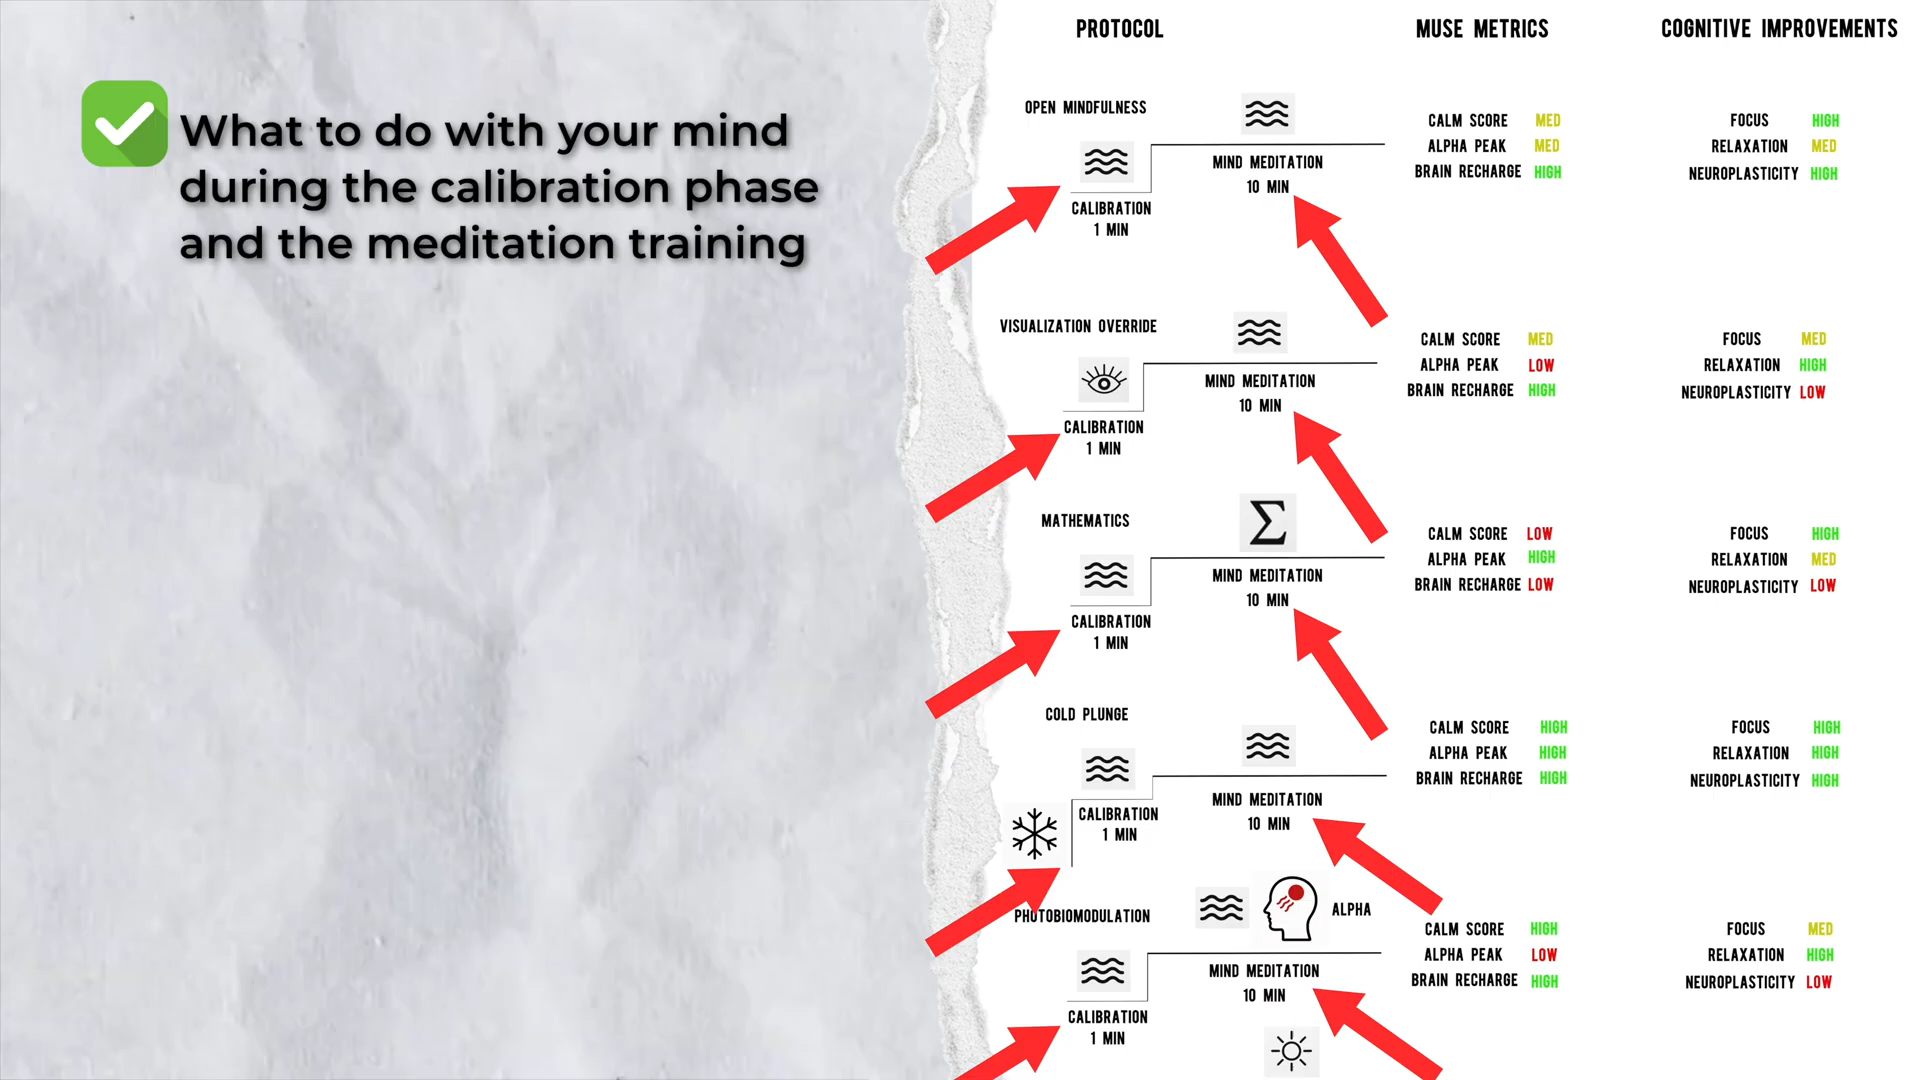 What to do with your mind
during the calibration phase
and the meditation training
PROTOCOL
MUSE METRICS
COGNITIVE IMPROVEMENTS
OPEN MINDFULNESS
CALIBRATION
1 MIN
MIND MEDITATION
10 MIN
CALM SCORE MED
ALPHA PEAK MED
BRAIN RECHARGE HIGH
FOCUS HIGH
RELAXATION MED
NEUROPLASTICITY HIGH
VISUALIZATION OVERRIDE
CALIBRATION
1 MIN
MIND MEDITATION
10 MIN
CALM SCORE MED
ALPHA PEAK LOW
BRAIN RECHARGE HIGH
FOCUS MED
RELAXATION HIGH
NEUROPLASTICITY LOW
MATHEMATICS
CALIBRATION
1 MIN
Σ
MIND MEDITATION
10 MIN
CALM SCORE LOW
ALPHA PEAK HIGH
BRAIN RECHARGE LOW
FOCUS HIGH
RELAXATION MED
NEUROPLASTICITY LOW
COLD PLUNGE
CALIBRATION
1 MIN
MIND MEDITATION
10 MIN
CALM SCORE HIGH
ALPHA PEAK HIGH
BRAIN RECHARGE HIGH
FOCUS HIGH
RELAXATION HIGH
NEUROPLASTICITY HIGH
PHOTOBIOMODULATION
CALIBRATION
1 MIN
ALPHA
MIND MEDITATION
10 MIN
CALM SCORE HIGH
ALPHA PEAK LOW
BRAIN RECHARGE HIGH
FOCUS MED
RELAXATION HIGH
NEUROPLASTICITY LOW